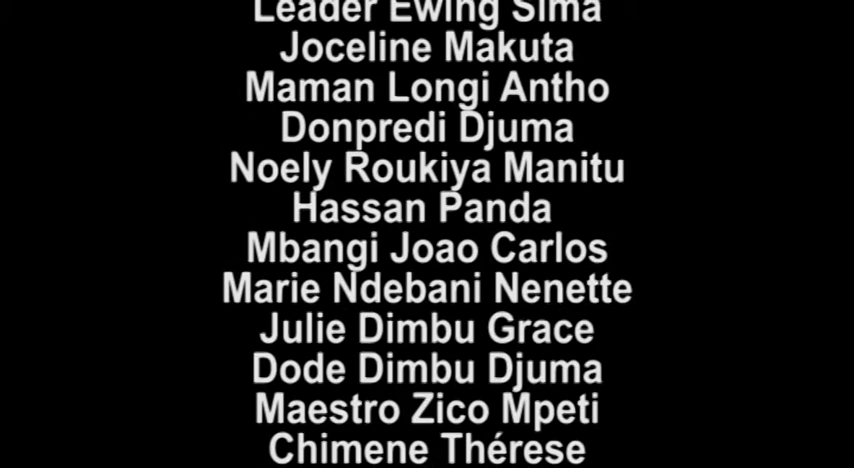 Leader Ewing Sima
Joceline Makuta
Maman Longi Antho
Donpredi Djuma
Noely Roukiya Manitu
Hassan Panda
Mbangi Joao Carlos
Marie Ndebani Nenette
Julie Dimbu Grace
Dode Dimbu Djuma
Maestro Zico Mpeti
Chimene Thérese